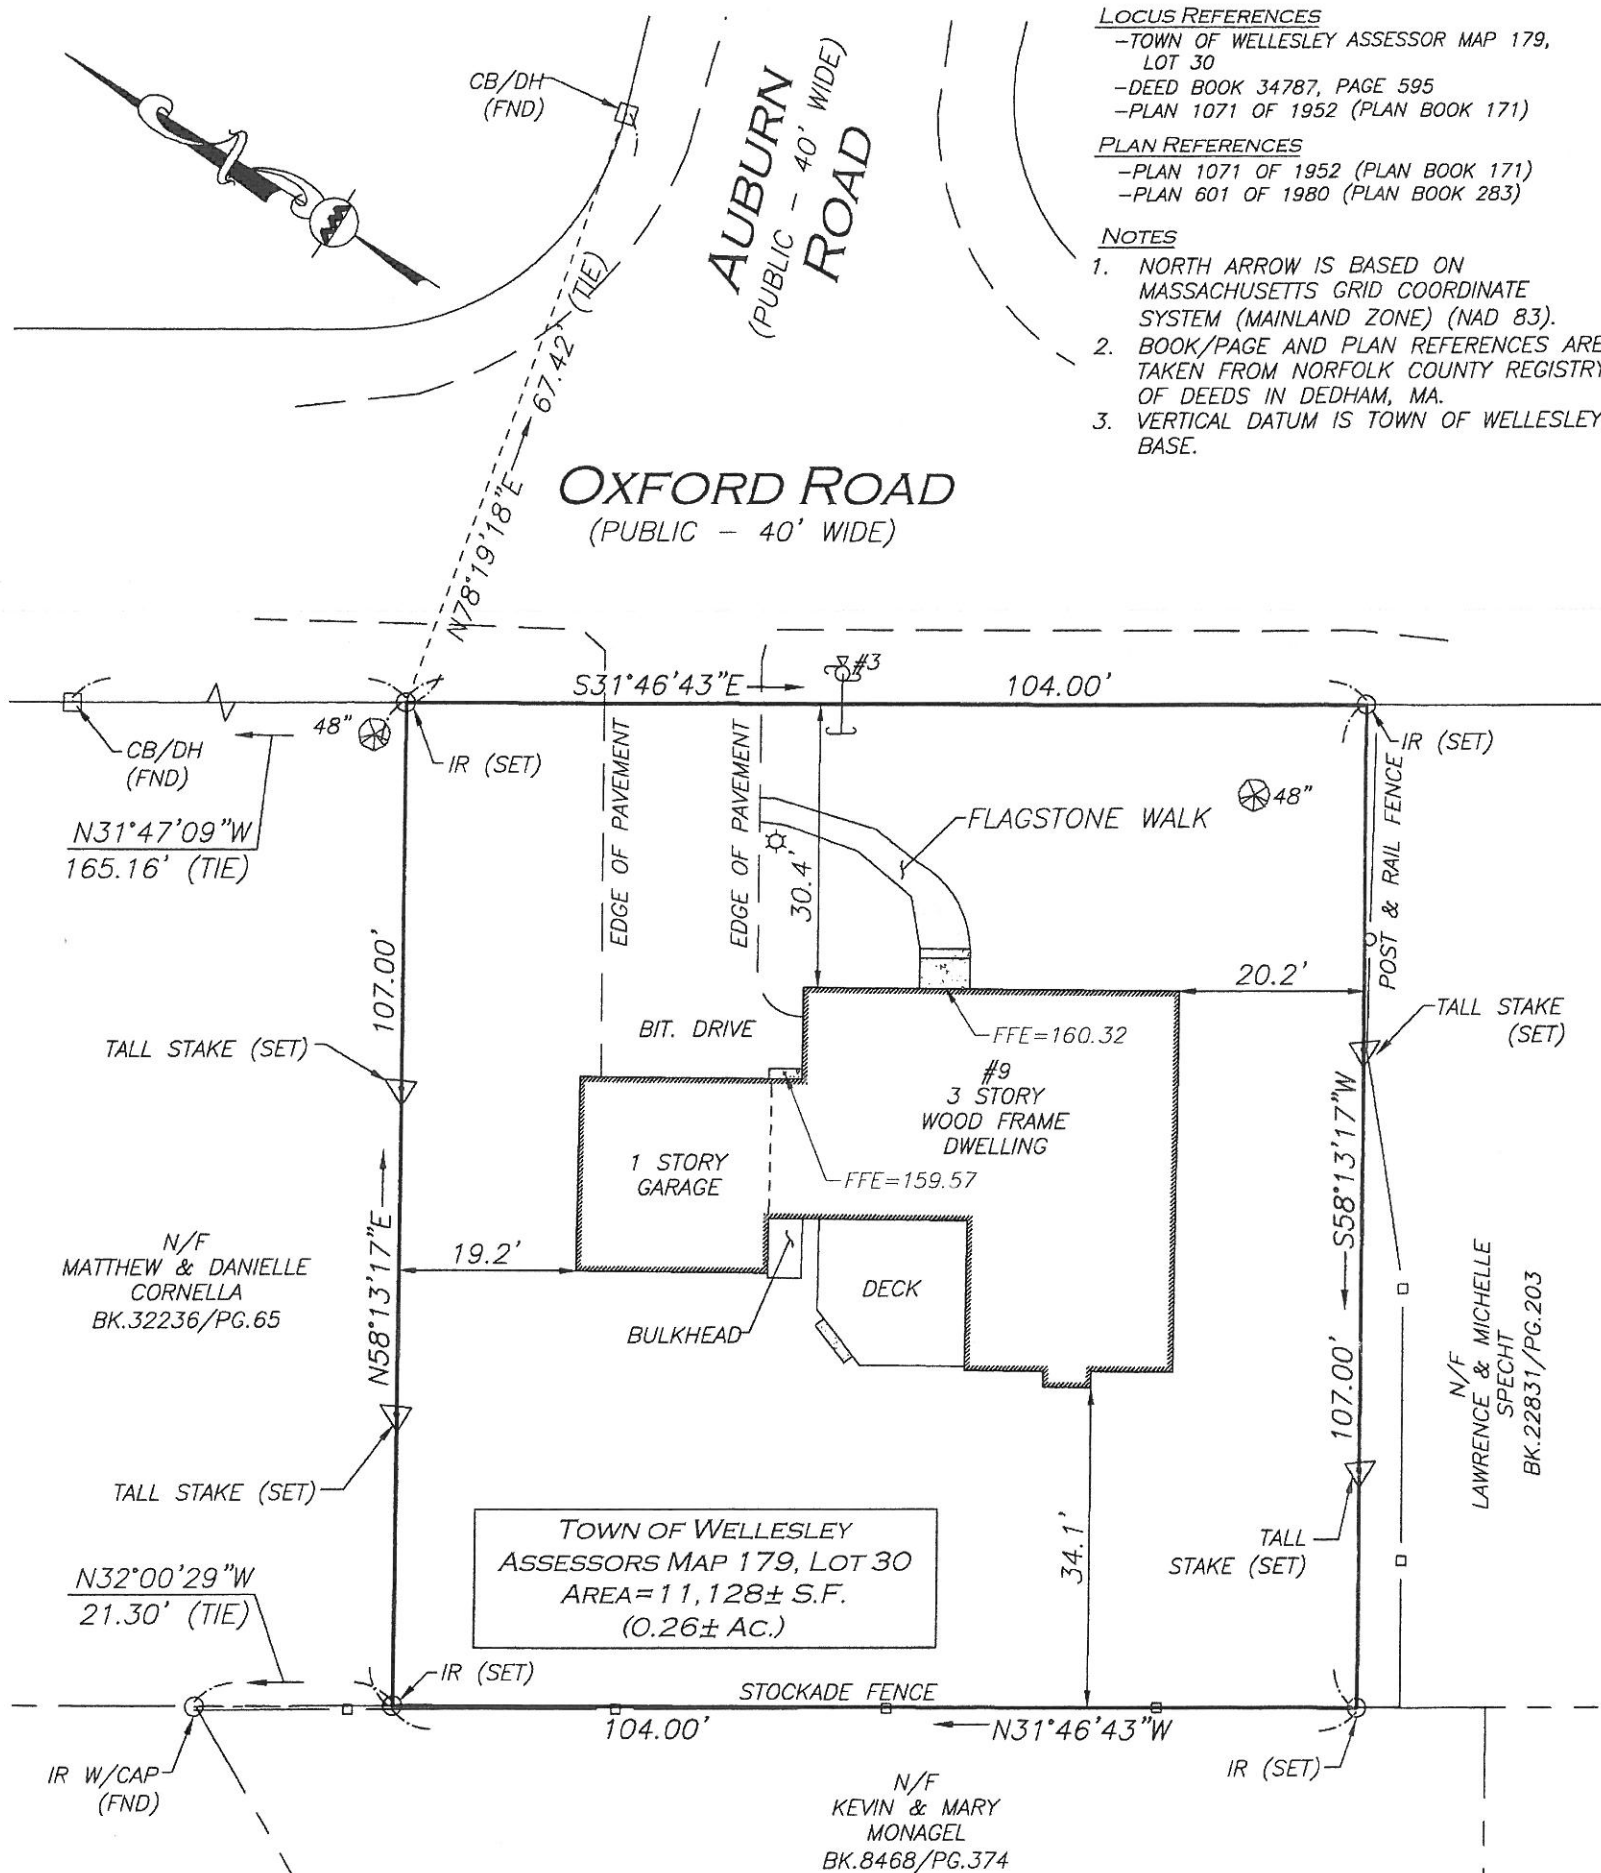 LOCUS REFERENCES
-TOWN OF WELLESLEY ASSESSOR MAP 179,
LOT 30
-DEED BOOK 34787, PAGE 595
-PLAN 1071 OF 1952 (PLAN BOOK 171)
PLAN REFERENCES
-PLAN 1071 OF 1952 (PLAN BOOK 171)
-PLAN 601 OF 1980 (PLAN BOOK 283)
NOTES
1. NORTH ARROW IS BASED ON
MASSACHUSETTS GRID COORDINATE
SYSTEM (MAINLAND ZONE) (NAD 83).
2. BOOK/PAGE AND PLAN REFERENCES ARE
TAKEN FROM NORFOLK COUNTY REGISTRY
OF DEEDS IN DEDHAM, MA.
3. VERTICAL DATUM IS TOWN OF WELLESLEY
BASE.
CB/DH
(FND)
AUBURN
(PUBLIC - 40' WIDE)
ROAD
N78°19'18"E 67.42' (TIE)
OXFORD ROAD
(PUBLIC - 40' WIDE)
S31°46'43"E
#3
104.00'
48"
CB/DH
(FND)
IR (SET)
IR (SET)
N31°47'09"W
165.16' (TIE)
EDGE OF PAVEMENT
EDGE OF PAVEMENT
30.4'
FLAGSTONE WALK
48"
POST & RAIL FENCE
107.00'
20.2'
TALL STAKE (SET)
BIT. DRIVE
FFE=160.32
TALL STAKE
(SET)
#9
3 STORY
WOOD FRAME
DWELLING
1 STORY
GARAGE
FFE=159.57
S58°13'17"W
N/F
MATTHEW & DANIELLE
CORNELLA
BK.32236/PG.65
N58°13'17"E
19.2'
DECK
BULKHEAD
107.00'
N/F
LAWRENCE & MICHELLE
SPECHT
BK.22831/PG.203
TALL STAKE (SET)
34.1'
TALL
STAKE (SET)
TOWN OF WELLESLEY
ASSESSORS MAP 179, LOT 30
AREA=11,128± S.F.
(0.26± AC.)
N32°00'29"W
21.30' (TIE)
IR (SET)
STOCKADE FENCE
104.00'
N31°46'43"W
IR W/CAP
(FND)
IR (SET)
N/F
KEVIN & MARY
MONAGEL
BK.8468/PG.374